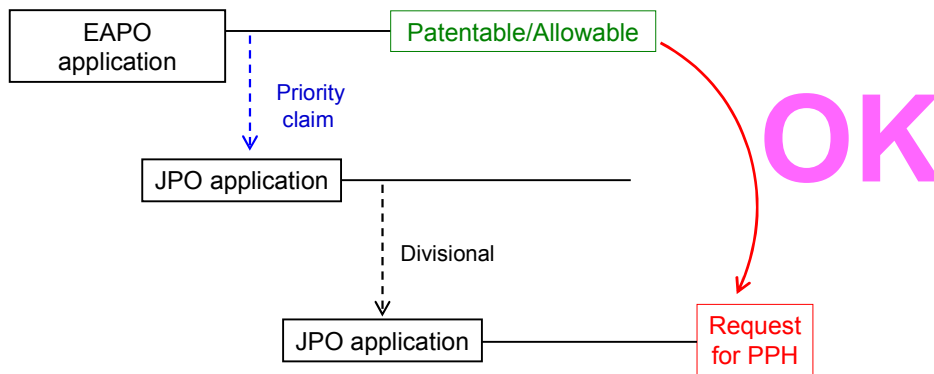 EAPO
application
Patentable/Allowable
Priority
claim
OK
JPO application
Divisional
JPO application
Request
for PPH